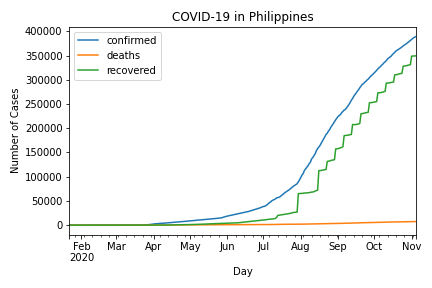 COVID-19 in Philippines
400000
350000
300000
250000
200000
150000
100000
50000
0
Number of Cases
confirmed
deaths
recovered
Feb Mar Apr May Jun Jul Aug Sep Oct Nov
2020
Day